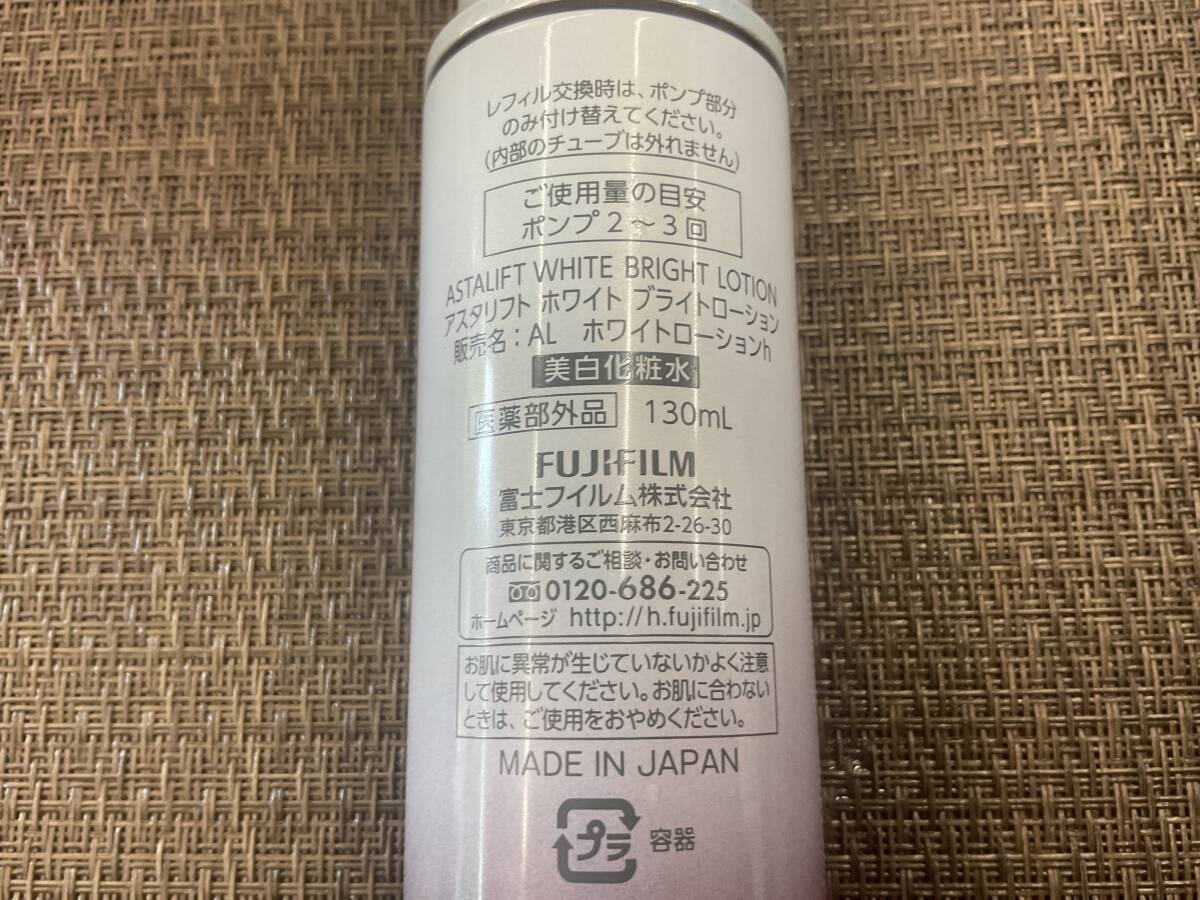 レフィル交換時は、ポンプ部分
のみ付け替えてください。
(内部のチューブは外れません)
ご使用量の目安
ポンプ2～3回
ASTALIFT WHITE BRIGHT LOTION
アスタリフト ホワイト ブライトローション
販売名：AL ホワイトローションh
美白化粧水
医薬部外品 130mL
FUJIFILM
富士フイルム株式会社
東京都港区西麻布2-26-30
商品に関するご相談・お問い合わせ
0120-686-225
ホームページ http://h.fujifilm.jp
お肌に異常が生じていないかよく注意
して使用してください。お肌に合わない
ときは、ご使用をおやめください。
MADE IN JAPAN
プラ 容器